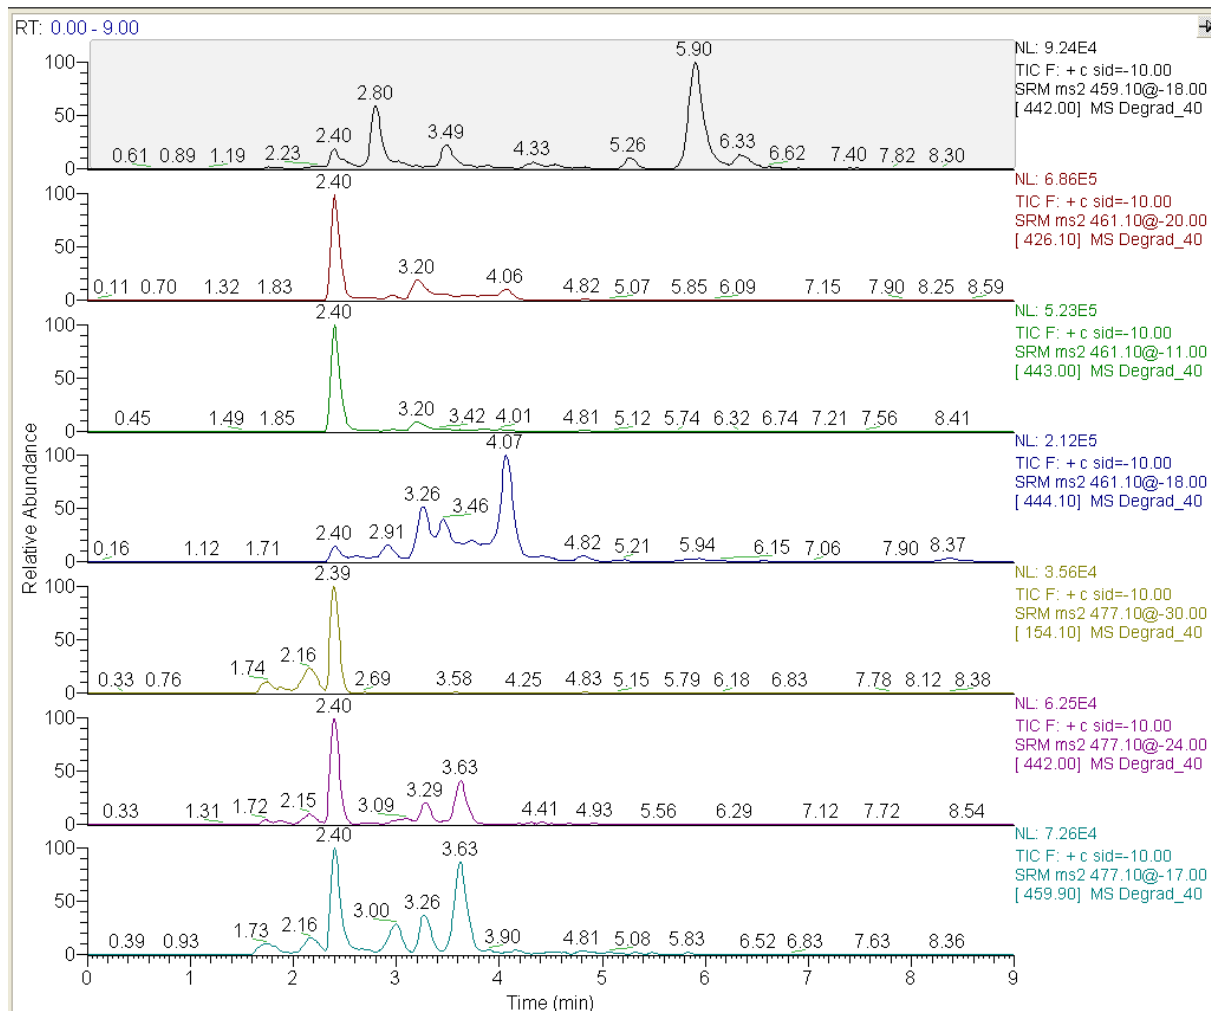 RT: 0.00 - 9.00
NL: 9.24E4
TIC F: + c sid=-10.00
SRM ms2 459.10@-18.00
[ 442.00] MS Degrad_40
100
50
0
0.61 0.89 1.19 2.23 2.40 2.80 3.49 4.33 5.26 5.90 6.33 6.62 7.40 7.82 8.30
NL: 6.86E5
TIC F: + c sid=-10.00
SRM ms2 461.10@-20.00
[ 426.10] MS Degrad_40
100
50
0
0.11 0.70 1.32 1.83 2.40 3.20 4.06 4.82 5.07 5.85 6.09 7.15 7.90 8.25 8.59
NL: 5.23E5
TIC F: + c sid=-10.00
SRM ms2 461.10@-11.00
[ 443.00] MS Degrad_40
100
50
0
0.45 1.49 1.85 2.40 3.20 3.42 4.01 4.81 5.12 5.74 6.32 6.74 7.21 7.56 8.41
NL: 2.12E5
TIC F: + c sid=-10.00
SRM ms2 461.10@-18.00
[ 444.10] MS Degrad_40
100
50
0
0.16 1.12 1.71 2.40 2.91 3.26 3.46 4.07 4.82 5.21 5.94 6.15 7.06 7.90 8.37
NL: 3.56E4
TIC F: + c sid=-10.00
SRM ms2 477.10@-30.00
[ 154.10] MS Degrad_40
100
50
0
0.33 0.76 1.74 2.16 2.39 2.69 3.58 4.25 4.83 5.15 5.79 6.18 6.83 7.78 8.12 8.38
NL: 6.25E4
TIC F: + c sid=-10.00
SRM ms2 477.10@-24.00
[ 442.00] MS Degrad_40
100
50
0
0.33 1.31 1.72 2.15 2.40 3.09 3.29 3.63 4.41 4.93 5.56 6.29 7.12 7.72 8.54
NL: 7.26E4
TIC F: + c sid=-10.00
SRM ms2 477.10@-17.00
[ 459.90] MS Degrad_40
100
50
0
0.39 0.93 1.73 2.16 2.40 3.00 3.26 3.63 3.90 4.81 5.08 5.83 6.52 6.83 7.63 8.36
Relative Abundance
0 1 2 3 4 5 6 7 8 9
Time (min)